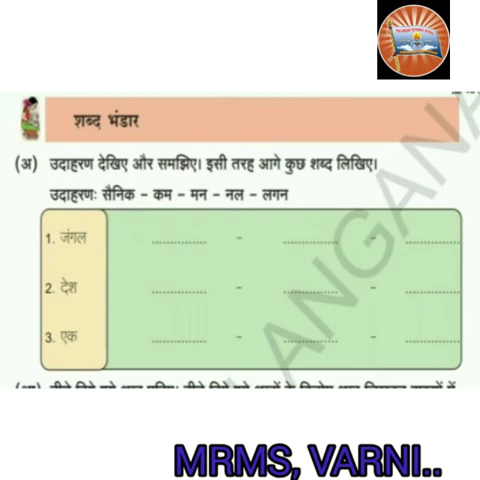 शब्द भंडार
(अ) उदाहरण देखिए और समझिए। इसी तरह आगे कुछ शब्द लिखिए।
उदाहरणः सैनिक - कम - मन - नल - लगन
1. जंगल .............. - .............. - ..............
2. देश .............. - .............. - ..............
3. एक .............. - .............. - ..............
LANGANA
MRMS, VARNI..